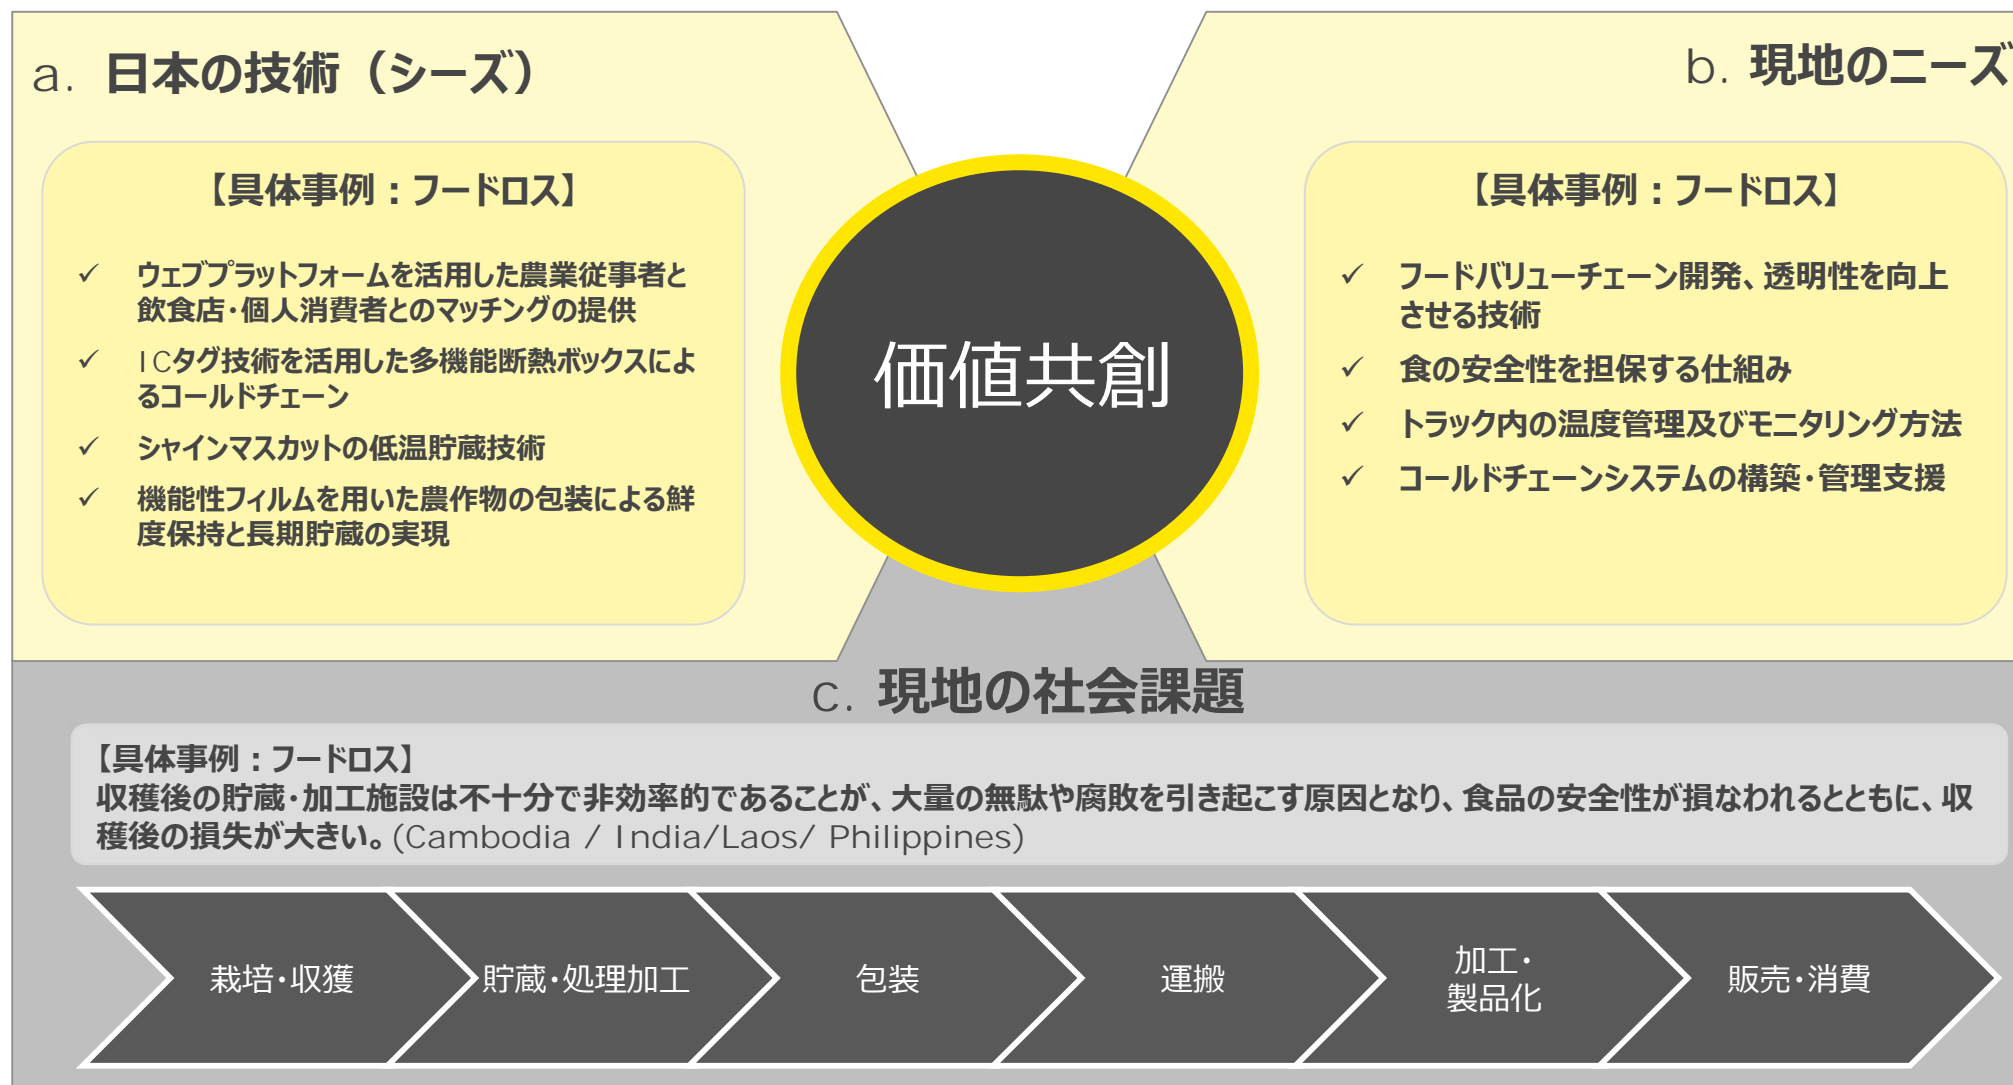 a. 日本の技術（シーズ）
【具体事例：フードロス】
✓ ウェブプラットフォームを活用した農業従事者と
飲食店・個人消費者とのマッチングの提供
✓ ICタグ技術を活用した多機能断熱ボックスによ
るコールドチェーン
✓ シャインマスカットの低温貯蔵技術
✓ 機能性フィルムを用いた農作物の包装による鮮
度保持と長期貯蔵の実現
価値共創
b. 現地のニーズ
【具体事例：フードロス】
✓ フードバリューチェーン開発、透明性を向上
させる技術
✓ 食の安全性を担保する仕組み
✓ トラック内の温度管理及びモニタリング方法
✓ コールドチェーンシステムの構築・管理支援
c. 現地の社会課題
【具体事例：フードロス】
収穫後の貯蔵・加工施設は不十分で非効率的であることが、大量の無駄や腐敗を引き起こす原因となり、食品の安全性が損なわれるとともに、収
穫後の損失が大きい。(Cambodia / India/Laos/ Philippines)
栽培・収獲
貯蔵・処理加工
包装
運搬
加工・
製品化
販売・消費